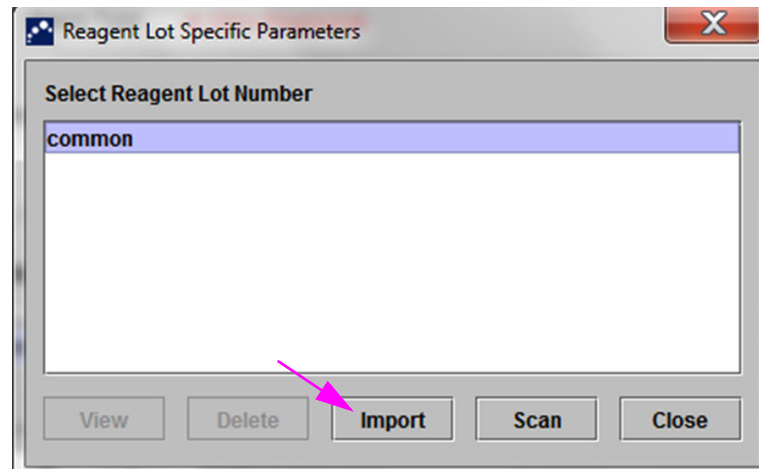 Reagent Lot Specific Parameters
Select Reagent Lot Number
common
View Delete Import Scan Close